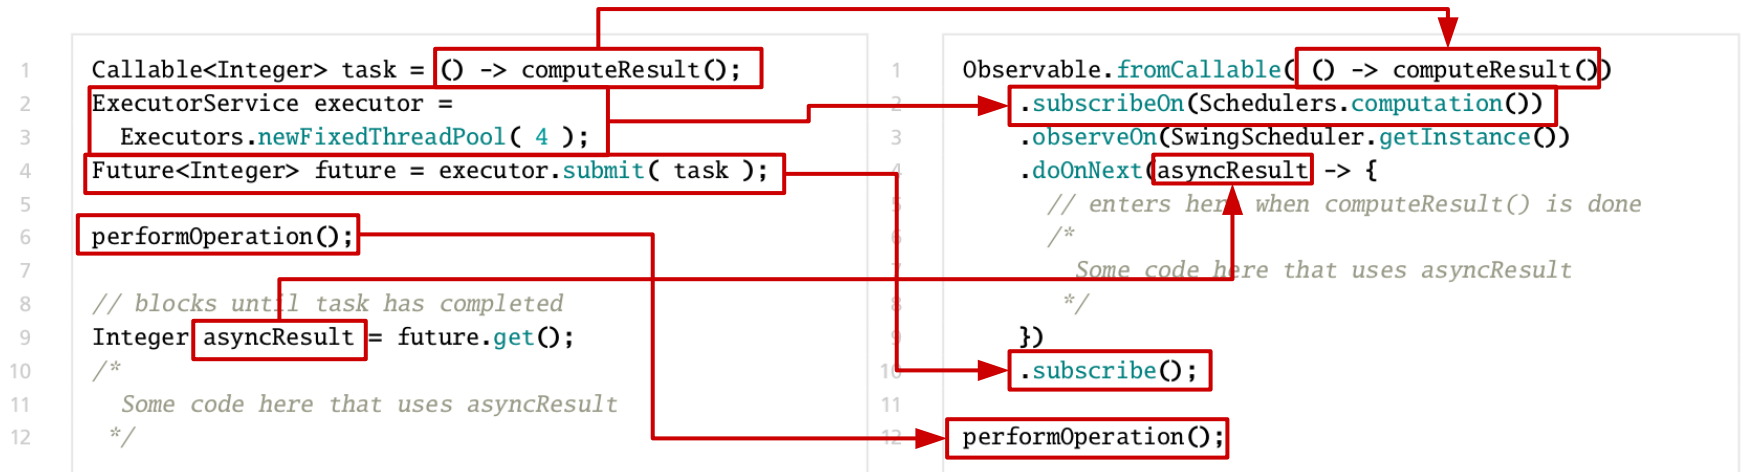 1 Callable<Integer> task = () -> computeResult();
2 ExecutorService executor =
3 Executors.newFixedThreadPool( 4 );
4 Future<Integer> future = executor.submit( task );
5
6 performOperation();
7
8 // blocks until task has completed
9 Integer asyncResult = future.get();
10 /*
11 Some code here that uses asyncResult
12 */
1 Observable.fromCallable( () -> computeResult())
2 .subscribeOn(Schedulers.computation())
3 .observeOn(SwingScheduler.getInstance())
4 .doOnNext(asyncResult -> {
5 // enters here when computeResult() is done
6 /*
7 Some code here that uses asyncResult
8 */
9 })
10 .subscribe();
11
12 performOperation();